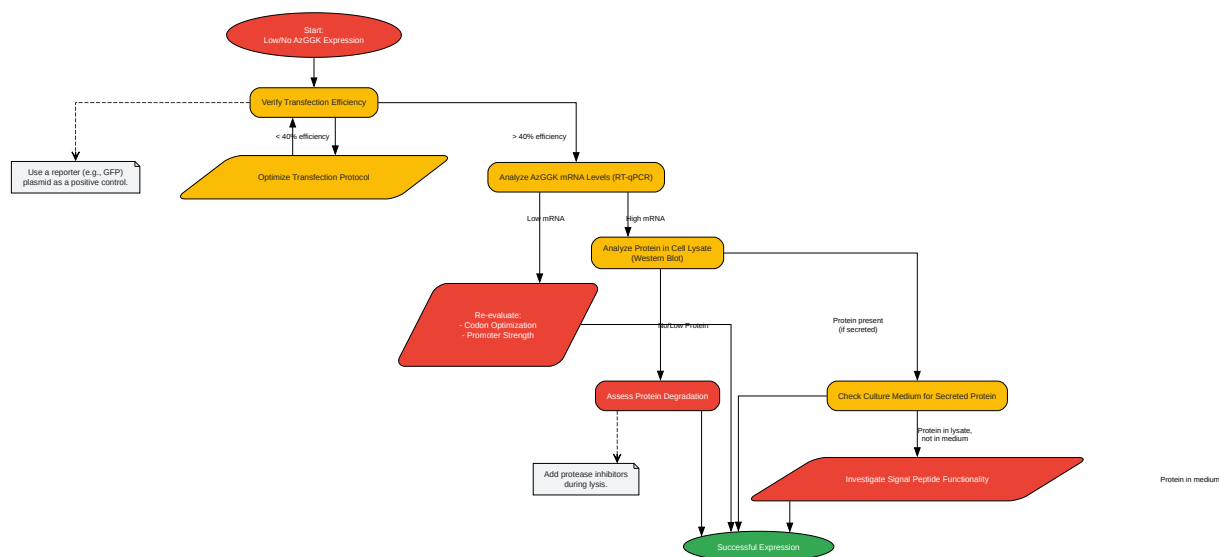 Start:
Low/No AzGGK Expression
Verify Transfection Efficiency
< 40% efficiency
> 40% efficiency
Use a reporter (e.g., GFP)
plasmid as a positive control.
Optimize Transfection Protocol
Analyze AzGGK mRNA Levels (RT-qPCR)
Low mRNA
High mRNA
Analyze Protein in Cell Lysate
(Western Blot)
Re-evaluate:
- Codon Optimization
- Promoter Strength
No/Low Protein
Protein present
(if secreted)
Assess Protein Degradation
Check Culture Medium for Secreted Protein
Protein in lysate,
not in medium
Add protease inhibitors
during lysis.
Investigate Signal Peptide Functionality
Protein in medium
Successful Expression